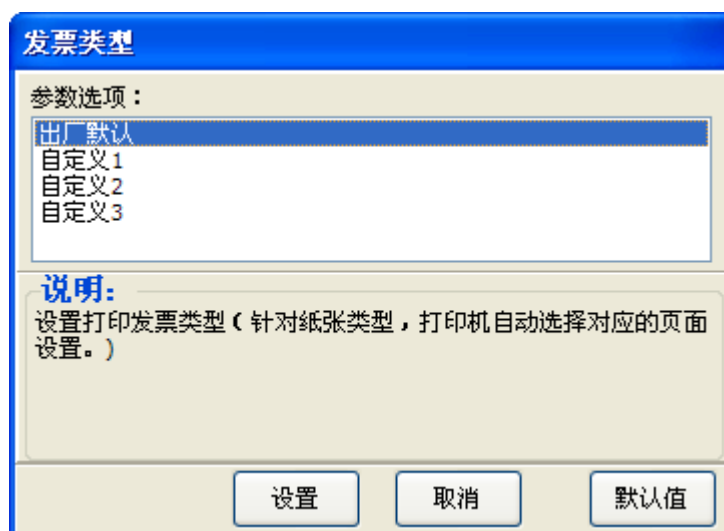 发票类型
参数选项：
出厂默认
自定义1
自定义2
自定义3
说明:
设置打印发票类型（针对纸张类型，打印机自动选择对应的页面
设置。）
设置 取消 默认值